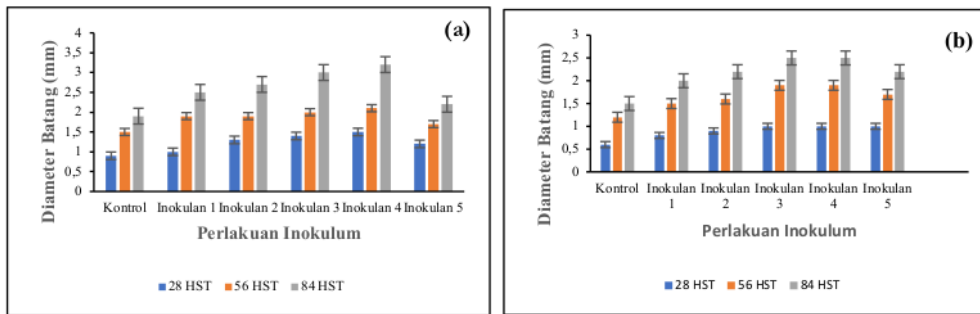 (a)
Diameter Batang (mm)
4
3,5
3
2,5
2
1,5
1
0,5
0
Kontrol Inokulan 1 Inokulan 2 Inokulan 3 Inokulan 4 Inokulan 5
Perlakuan Inokulum
28 HST 56 HST 84 HST
(b)
Diameter Batang (mm)
3
2,5
2
1,5
1
0,5
0
Kontrol Inokulan Inokulan Inokulan Inokulan Inokulan
1 2 3 4 5
Perlakuan Inokulum
28 HST 56 HST 84 HST